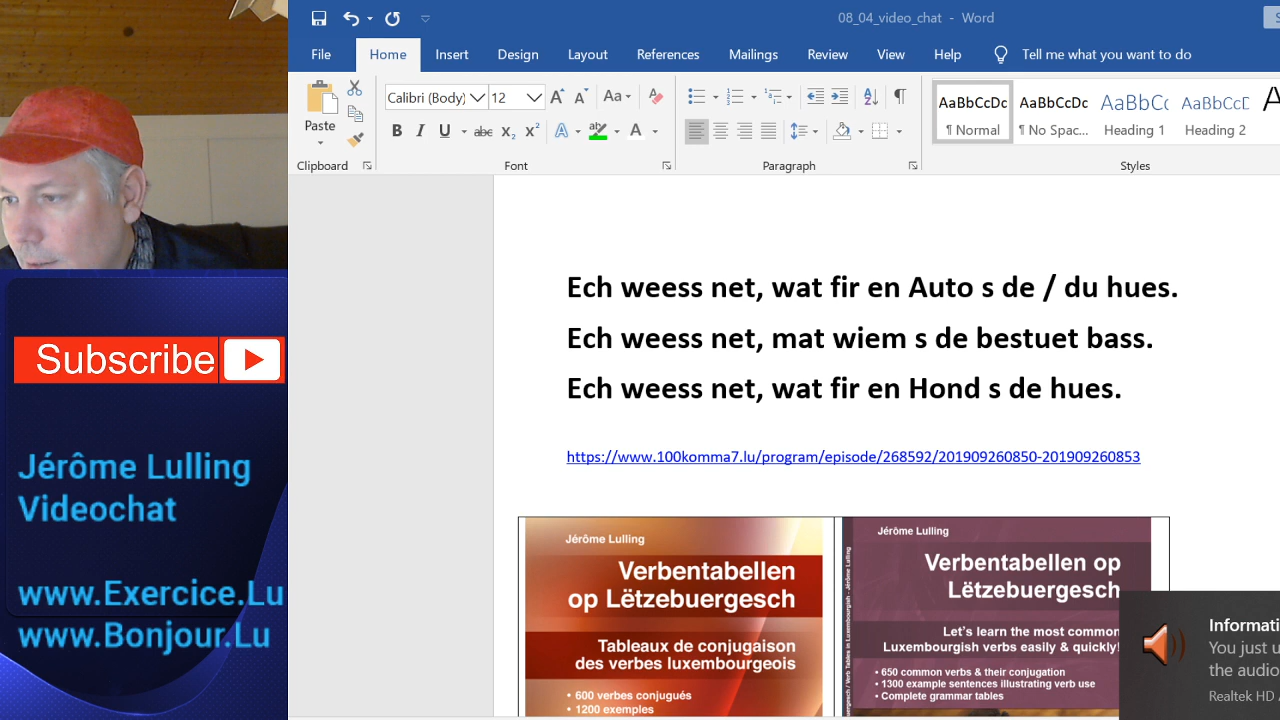 08_04_video_chat - Word
File Home Insert Design Layout References Mailings Review View Help Tell me what you want to do
Calibri (Body) 12 Aa
Paste
B I U abc x₂ x² A A
AaBbCcDc AaBbCcDc AaBbCc AaBbCcD
¶ Normal ¶ No Spac... Heading 1 Heading 2
Clipboard Font Paragraph Styles
Ech weess net, wat fir en Auto s de / du hues.
Ech weess net, mat wiem s de bestuet bass.
Ech weess net, wat fir en Hond s de hues.
https://www.100komma7.lu/program/episode/268592/201909260850-201909260853
Subscribe
Jérôme Lulling
Videochat
www.Exercice.Lu
www.Bonjour.Lu
Jérôme Lulling
Verbentabellen
op Lëtzebuergesch
Tableaux de conjugaison
des verbes luxembourgeois
• 600 verbes conjugués
• 1200 exemples
Jérôme Lulling
Verbentabellen op
Lëtzebuergesch
Let's learn the most common
Luxembourgish verbs easily & quickly!
• 650 common verbs & their conjugation
• 1300 example sentences illustrating verb use
• Complete grammar tables
Informati
You just u
the audio
Realtek HD